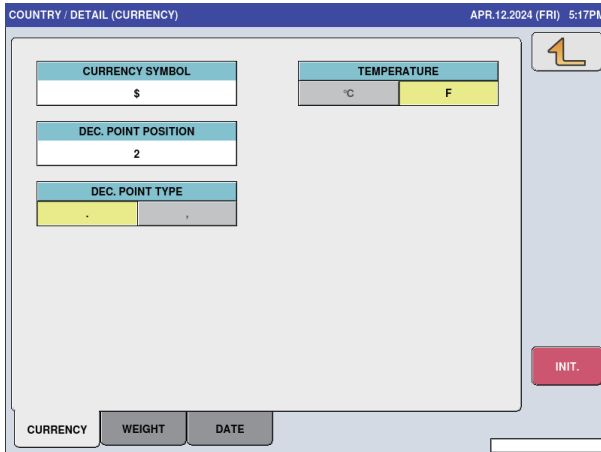 COUNTRY / DETAIL (CURRENCY) APR.12.2024 (FRI) 5:17PM
CURRENCY SYMBOL TEMPERATURE
$ °C F
DEC. POINT POSITION
2
DEC. POINT TYPE
. ,
INIT.
CURRENCY WEIGHT DATE